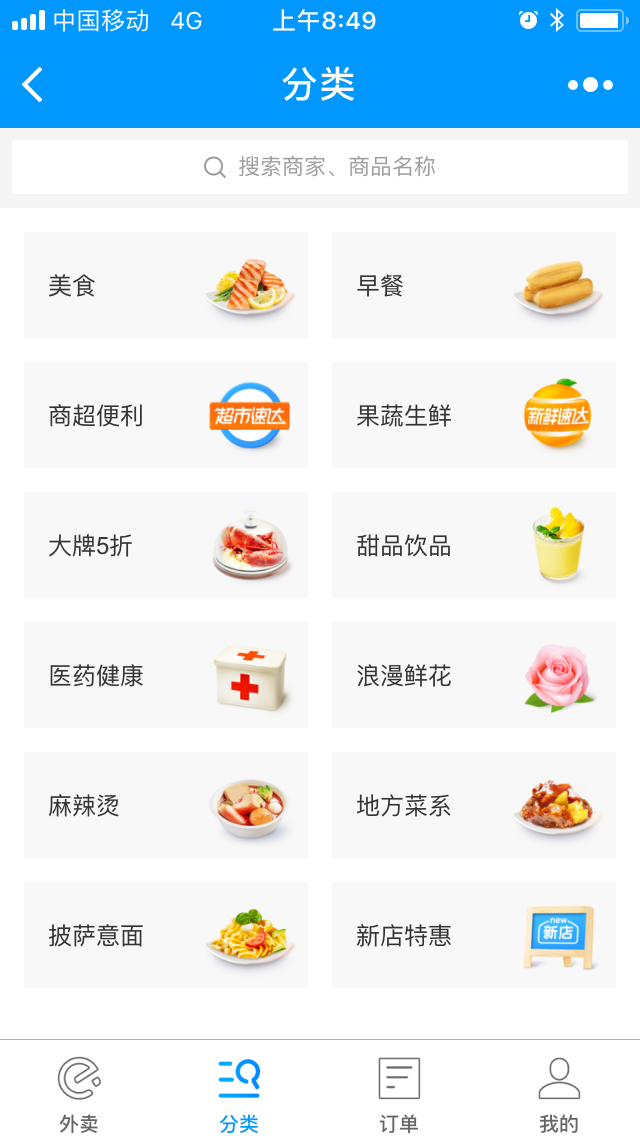 中国移动 4G 上午8:49
分类
搜索商家、商品名称
美食
早餐
商超便利
超市速达
果蔬生鲜
新鲜速达
大牌5折
甜品饮品
医药健康
浪漫鲜花
麻辣烫
地方菜系
披萨意面
新店特惠
new
新店
外卖
分类
订单
我的